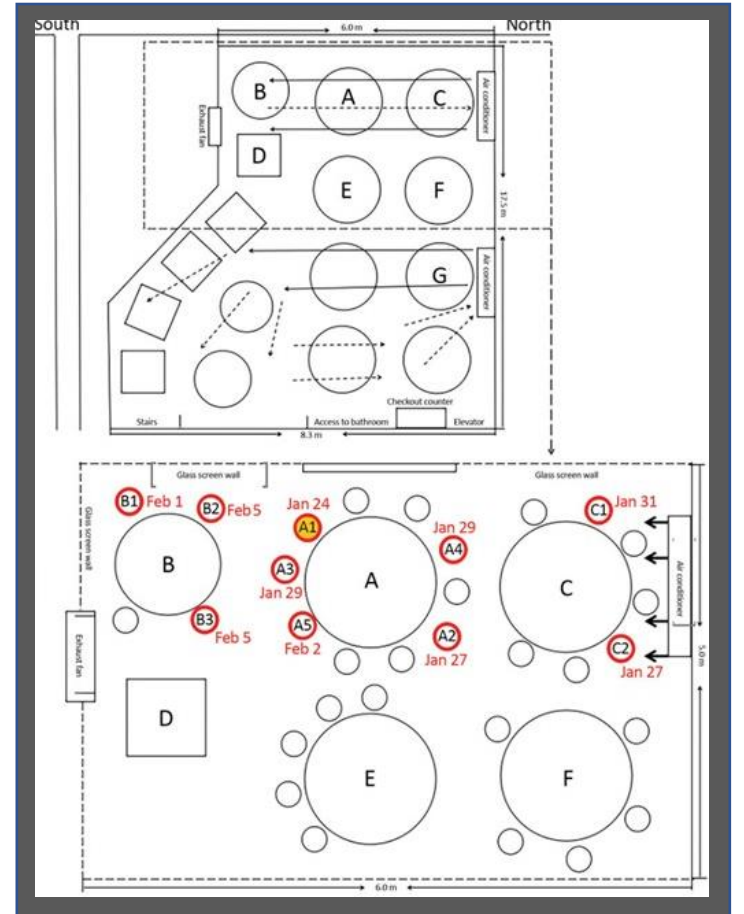 South
6.0 m
North
B
A
C
Air conditioner
Exhaust fan
D
E
F
17.5 m
G
Air conditioner
Checkout counter
Stairs
Access to bathroom
Elevator
8.3 m
Glass screen wall
Glass screen wall
B1 Feb 1
B2 Feb 5
Jan 24
A1
C1 Jan 31
Glass screen wall
Jan 29
A4
B
A3
A
C
Air conditioner
Jan 29
B3
Feb 5
A5
Feb 2
A2
Jan 27
C2
Jan 27
Exhaust fan
5.0 m
D
E
F
6.0 m